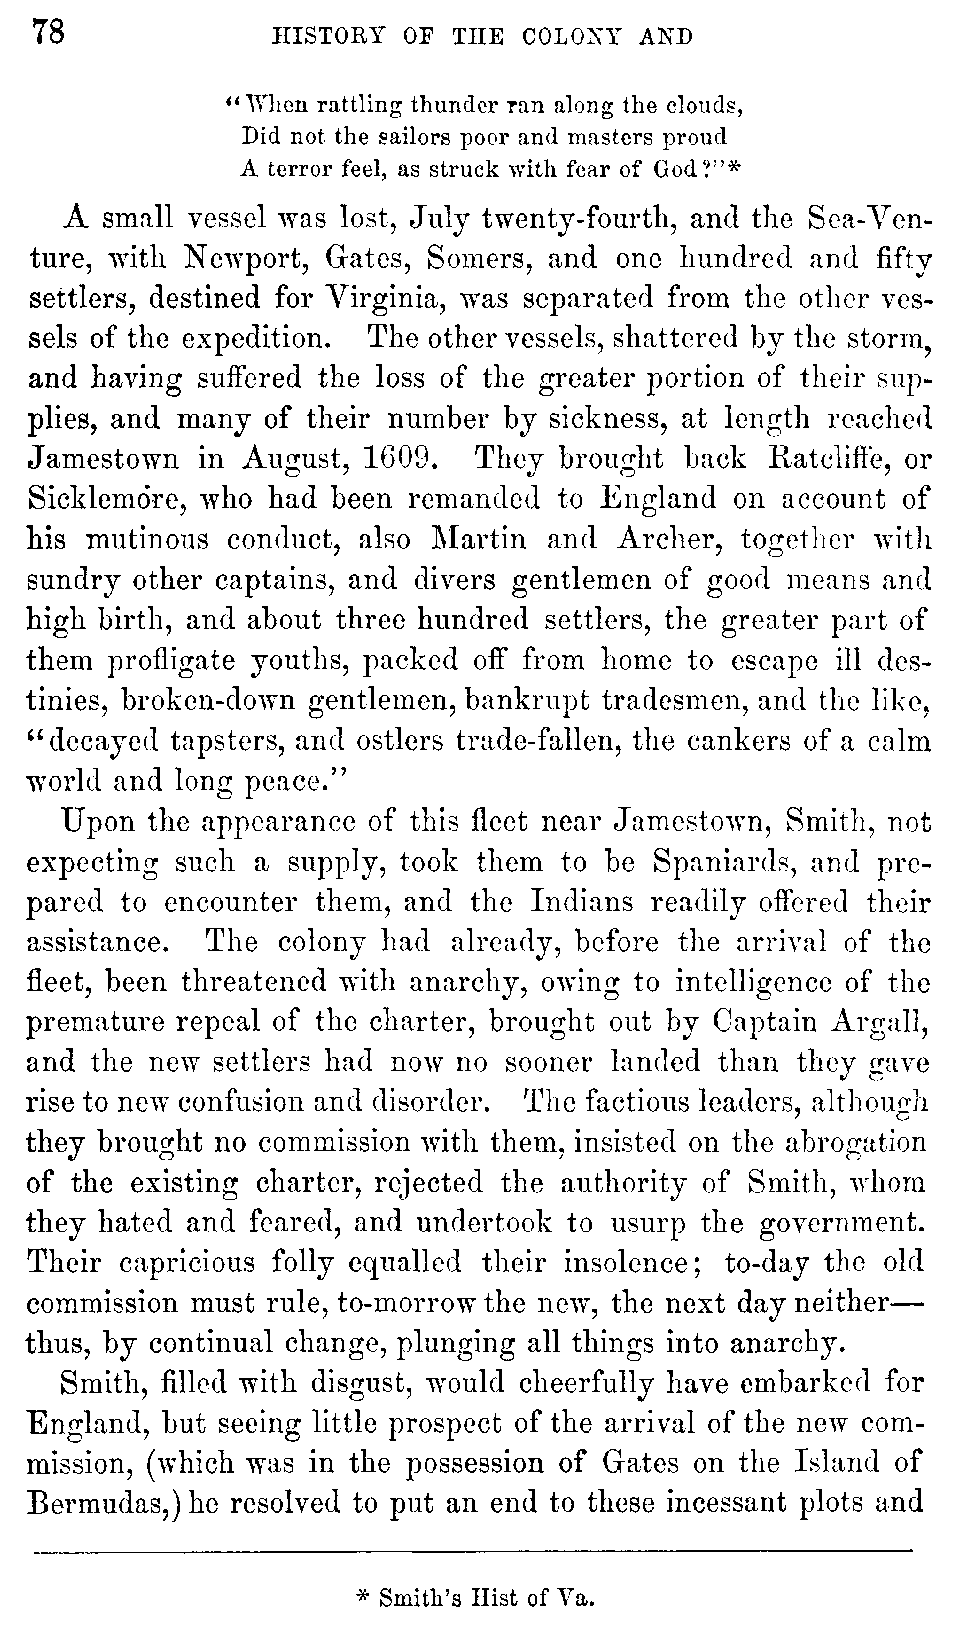 78 HISTORY OF THE COLONY AND
“When rattling thunder ran along the clouds,
Did not the sailors poor and masters proud
A terror feel, as struck with fear of God?”*
A small vessel was lost, July twenty-fourth, and the Sea-Ven-
ture, with Newport, Gates, Somers, and one hundred and fifty
settlers, destined for Virginia, was separated from the other ves-
sels of the expedition. The other vessels, shattered by the storm,
and having suffered the loss of the greater portion of their sup-
plies, and many of their number by sickness, at length reached
Jamestown in August, 1609. They brought back Ratcliffe, or
Sicklemore, who had been remanded to England on account of
his mutinous conduct, also Martin and Archer, together with
sundry other captains, and divers gentlemen of good means and
high birth, and about three hundred settlers, the greater part of
them profligate youths, packed off from home to escape ill des-
tinies, broken-down gentlemen, bankrupt tradesmen, and the like,
“decayed tapsters, and ostlers trade-fallen, the cankers of a calm
world and long peace.”
Upon the appearance of this fleet near Jamestown, Smith, not
expecting such a supply, took them to be Spaniards, and pre-
pared to encounter them, and the Indians readily offered their
assistance. The colony had already, before the arrival of the
fleet, been threatened with anarchy, owing to intelligence of the
premature repeal of the charter, brought out by Captain Argall,
and the new settlers had now no sooner landed than they gave
rise to new confusion and disorder. The factious leaders, although
they brought no commission with them, insisted on the abrogation
of the existing charter, rejected the authority of Smith, whom
they hated and feared, and undertook to usurp the government.
Their capricious folly equalled their insolence; to-day the old
commission must rule, to-morrow the new, the next day neither—
thus, by continual change, plunging all things into anarchy.
Smith, filled with disgust, would cheerfully have embarked for
England, but seeing little prospect of the arrival of the new com-
mission, (which was in the possession of Gates on the Island of
Bermudas,) he resolved to put an end to these incessant plots and
* Smith's Hist of Va.